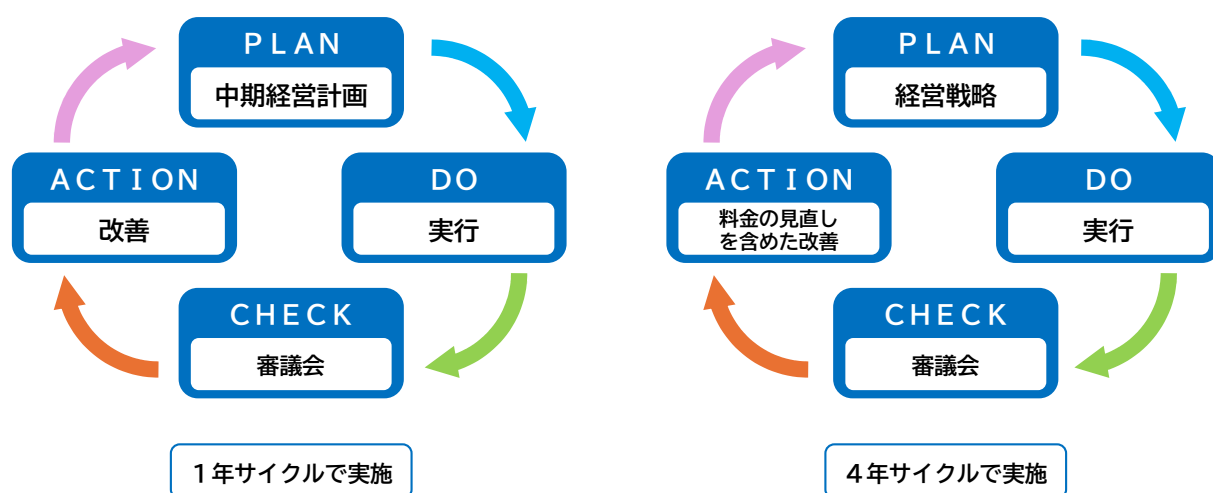 PLAN
中期経営計画
ACTION
改善
DO
実行
CHECK
審議会
1年サイクルで実施
PLAN
経営戦略
ACTION
料金の見直し
を含めた改善
DO
実行
CHECK
審議会
4年サイクルで実施